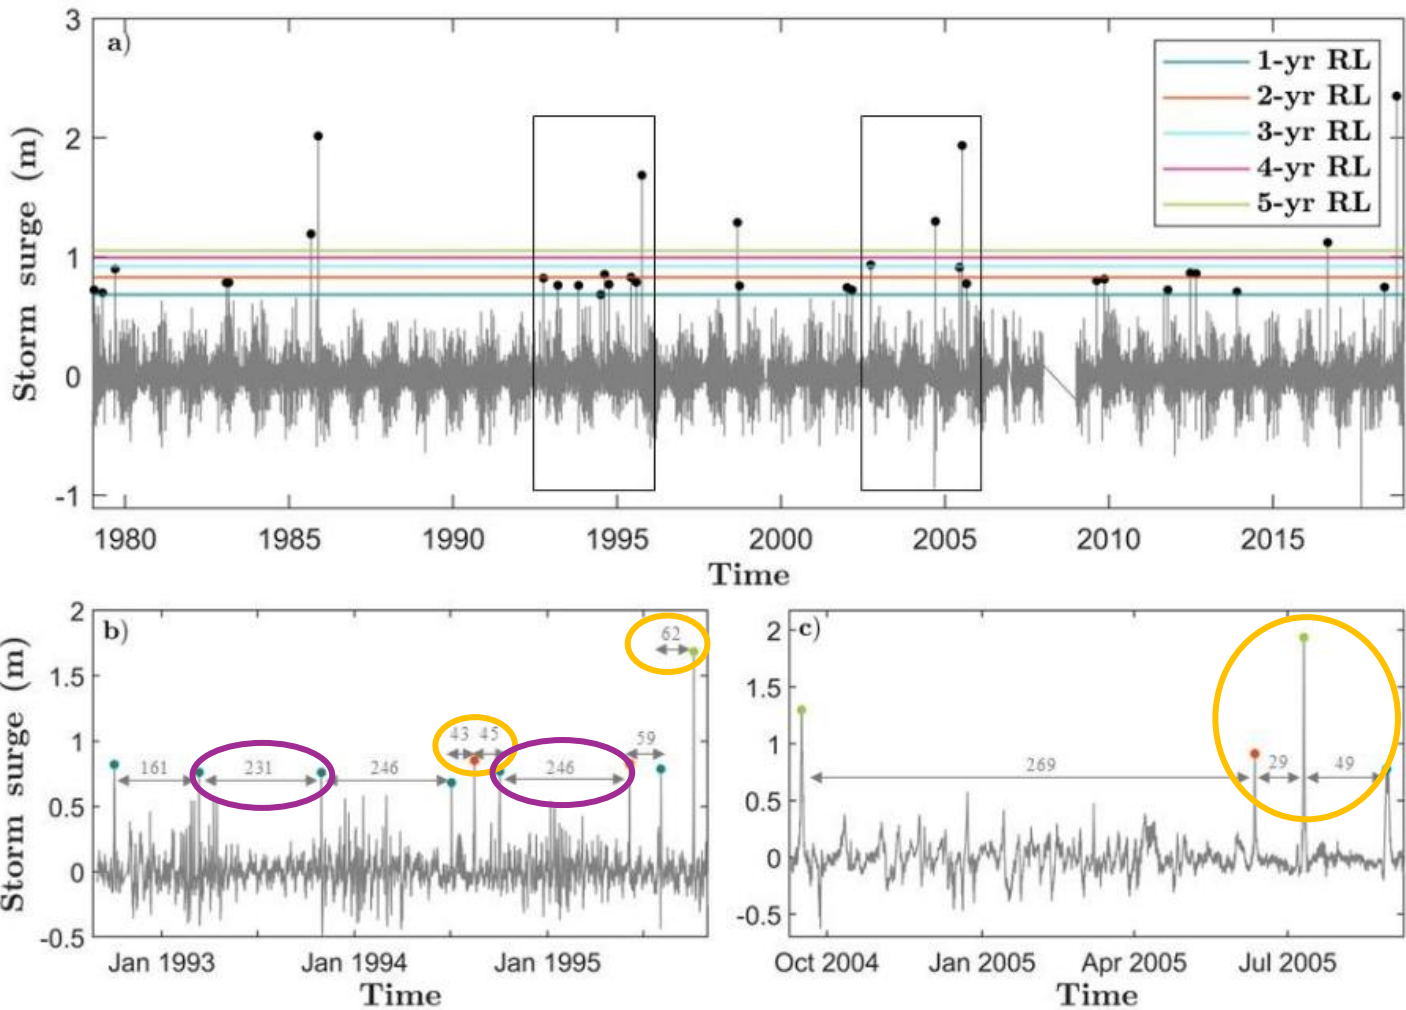 a)
3
2
1
0
-1
Storm surge (m)
1-yr RL
2-yr RL
3-yr RL
4-yr RL
5-yr RL
1980 1985 1990 1995 2000 2005 2010 2015
Time
b)
2
1.5
1
0.5
0
-0.5
Storm surge (m)
62
43 45 59
161 231 246 246
Jan 1993 Jan 1994 Jan 1995
Time
c)
2
1.5
1
0.5
0
-0.5
269 29 49
Oct 2004 Jan 2005 Apr 2005 Jul 2005
Time